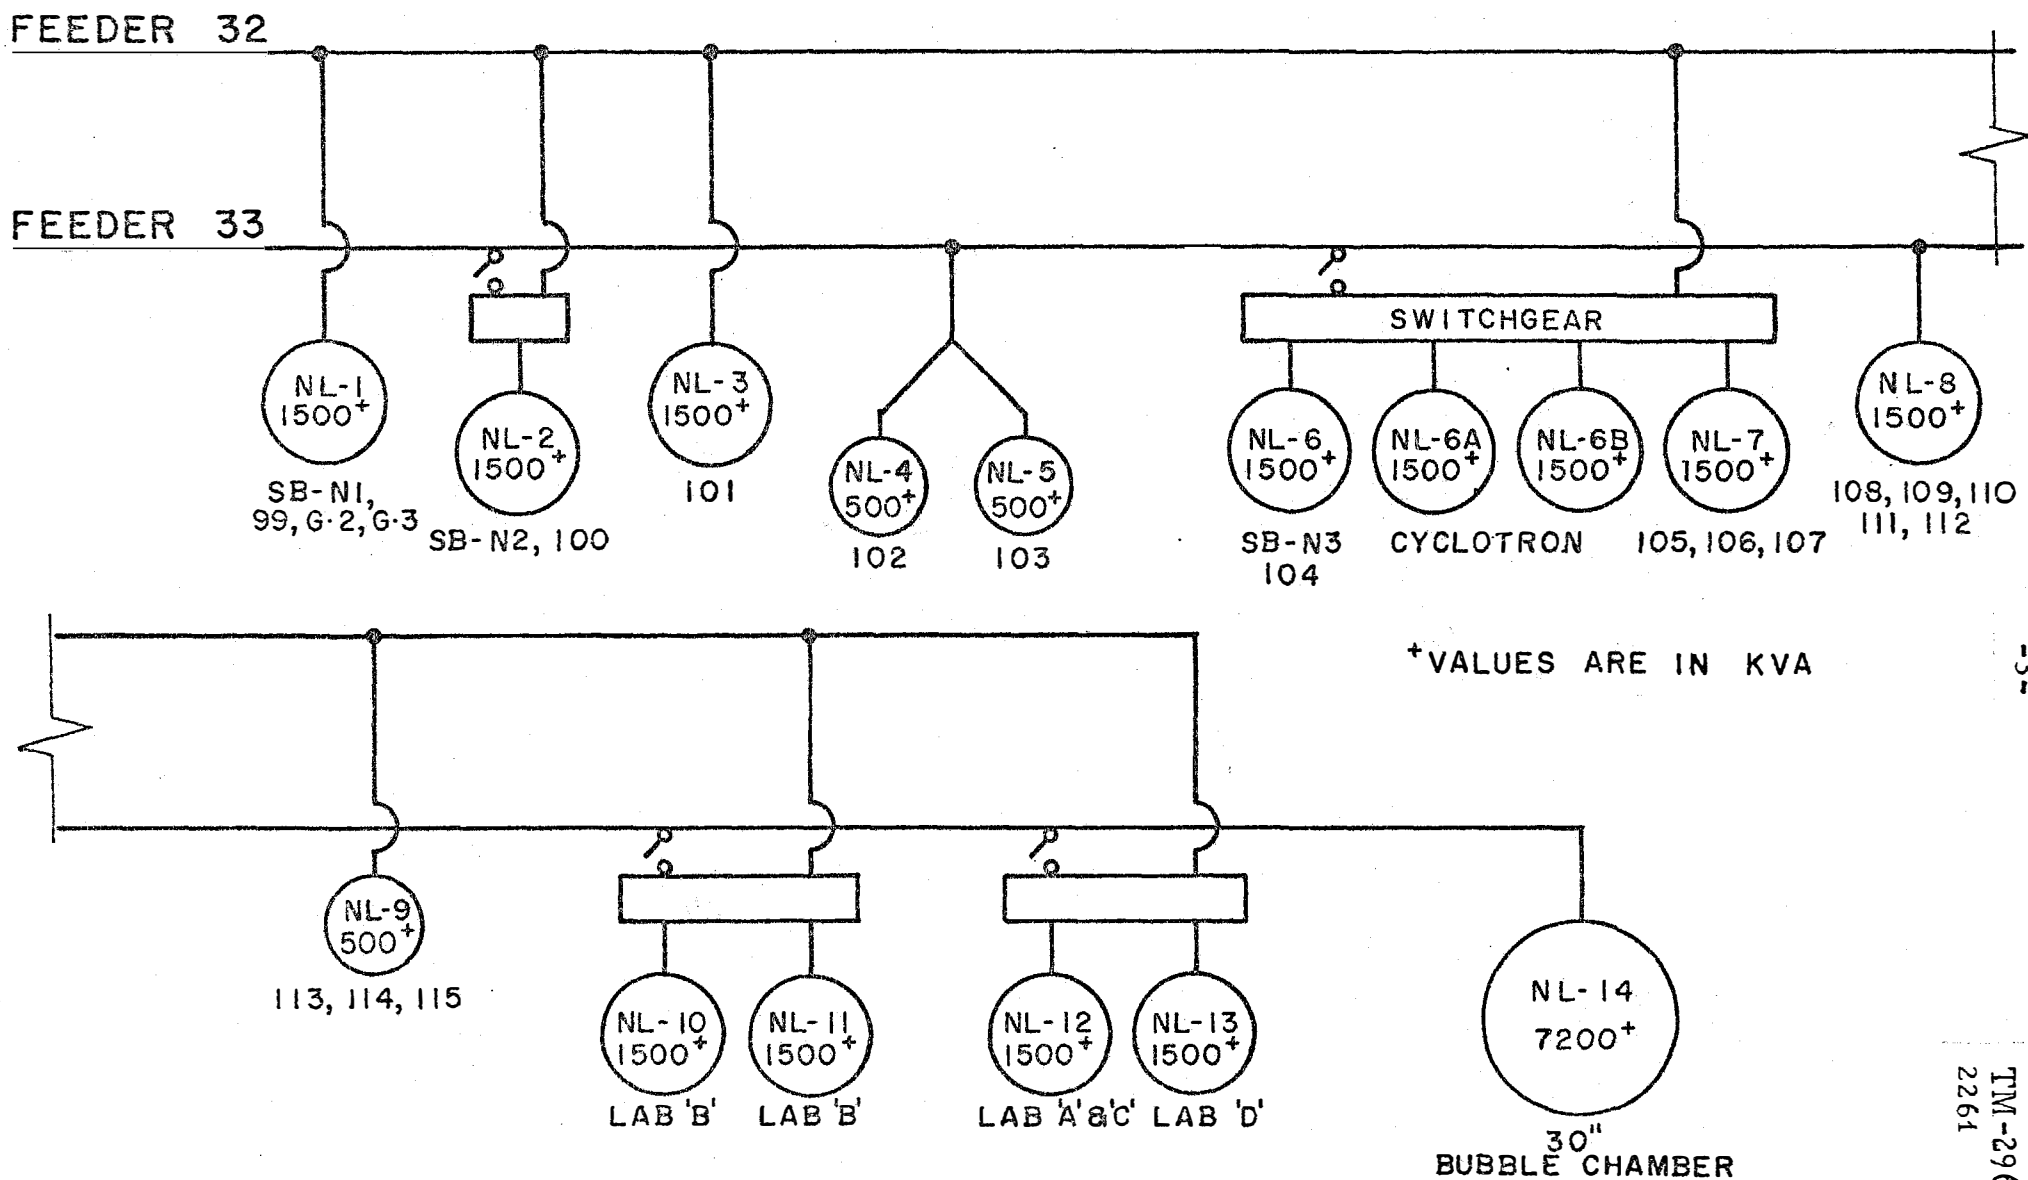 FEEDER 32
FEEDER 33
SWITCHGEAR
NL-1
1500+
SB-N1,
99, G·2, G·3
NL-2
1500+
SB-N2, 100
NL-3
1500+
101
NL-4
500+
102
NL-5
500+
103
NL-6
1500+
SB-N3
104
NL-6A
1500+
NL-6B
1500+
CYCLOTRON
NL-7
1500+
105, 106, 107
NL-8
1500+
108, 109, 110
111, 112
+VALUES ARE IN KVA
NL-9
500+
113, 114, 115
NL-10
1500+
LAB 'B'
NL-11
1500+
LAB 'B'
NL-12
1500+
LAB 'A'&'C'
NL-13
1500+
LAB 'D'
NL-14
7200+
30"
BUBBLE CHAMBER
TM-296
2261